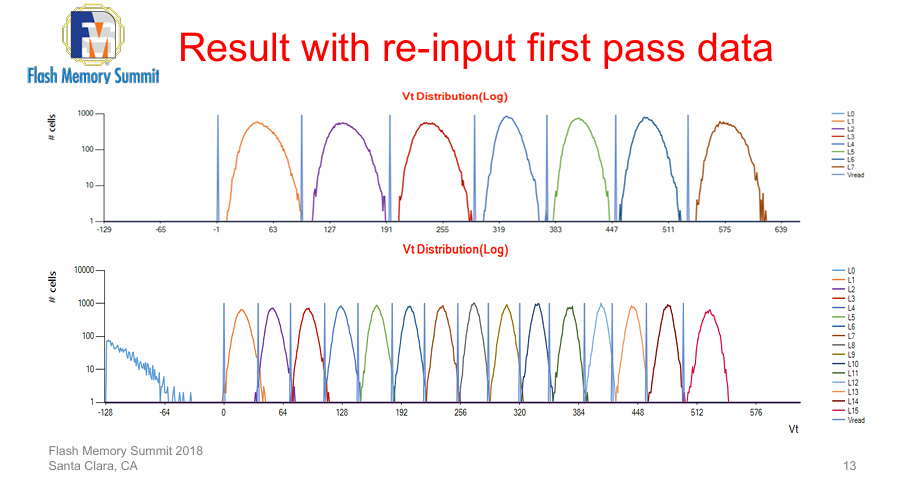 Flash Memory Summit
Result with re-input first pass data
Vt Distribution(Log)
# cells
1000
100
10
1
-129 -65 -1 63 127 191 255 319 383 447 511 575 639
L0
L1
L2
L3
L4
L5
L6
L7
Vread
Vt Distribution(Log)
# cells
10000
1000
100
10
1
-128 -64 0 64 128 192 256 320 384 448 512 576
Vt
L0
L1
L2
L3
L4
L5
L6
L7
L8
L9
L10
L11
L12
L13
L14
L15
Vread
Flash Memory Summit 2018
Santa Clara, CA
13